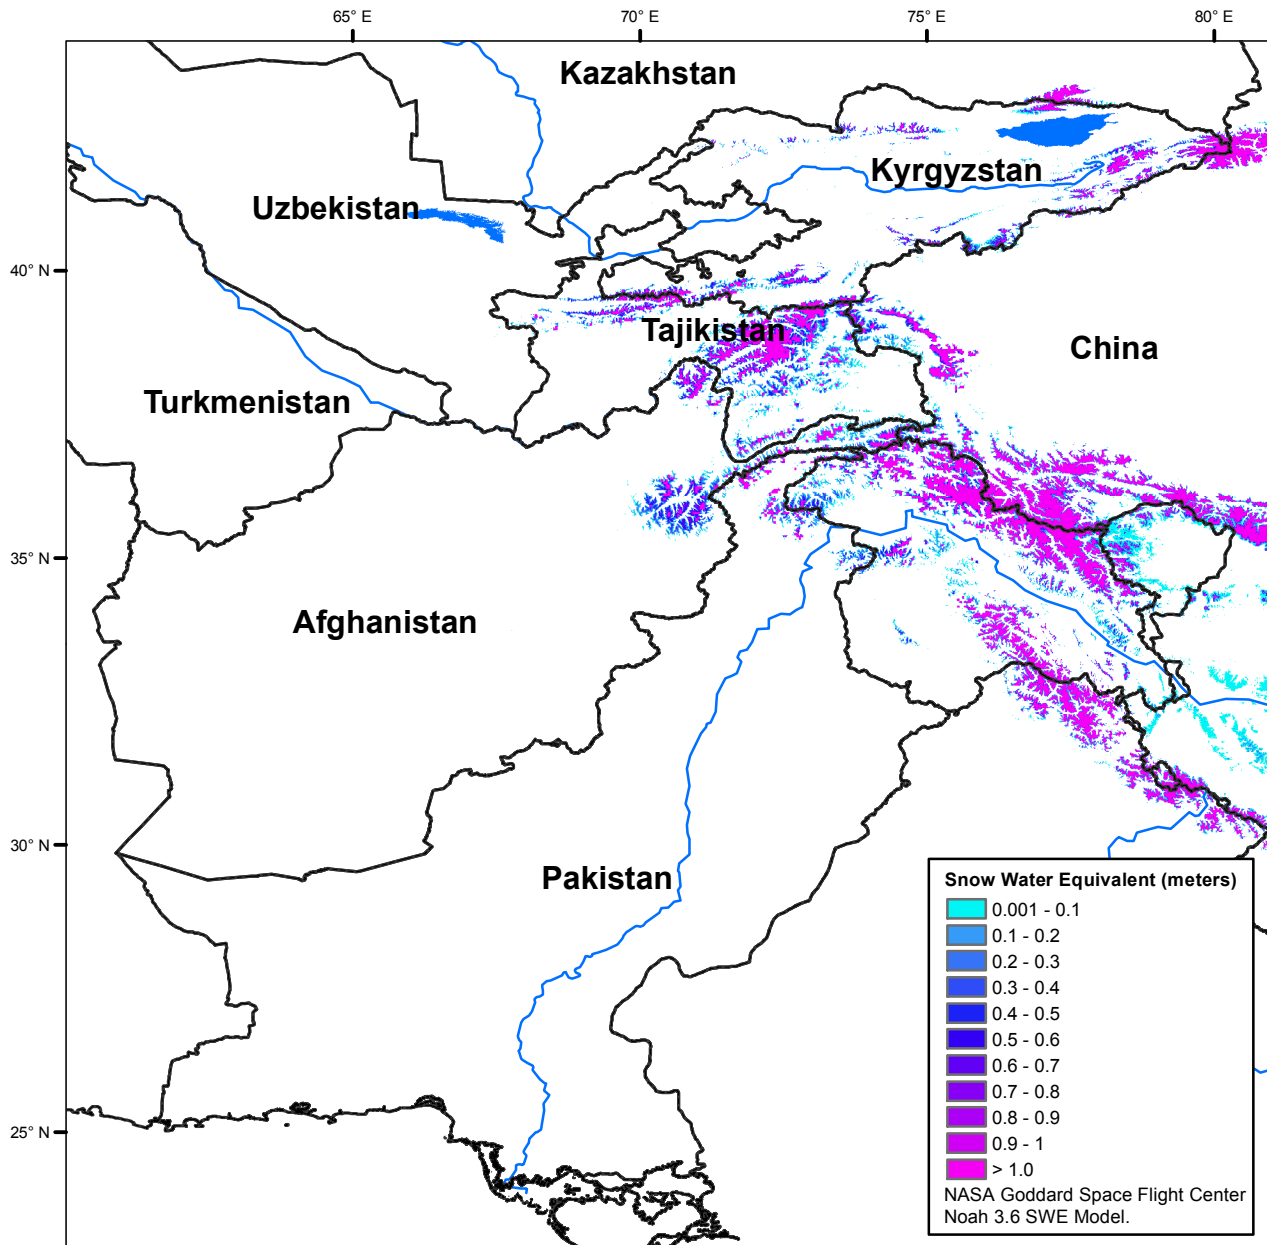 65° E
70° E
75° E
80° E
Kazakhstan
Kyrgyzstan
Uzbekistan
40° N
Tajikistan
China
Turkmenistan
35° N
Afghanistan
30° N
Pakistan
25° N
Snow Water Equivalent (meters)
0.001 - 0.1
0.1 - 0.2
0.2 - 0.3
0.3 - 0.4
0.4 - 0.5
0.5 - 0.6
0.6 - 0.7
0.7 - 0.8
0.8 - 0.9
0.9 - 1
> 1.0
NASA Goddard Space Flight Center
Noah 3.6 SWE Model.